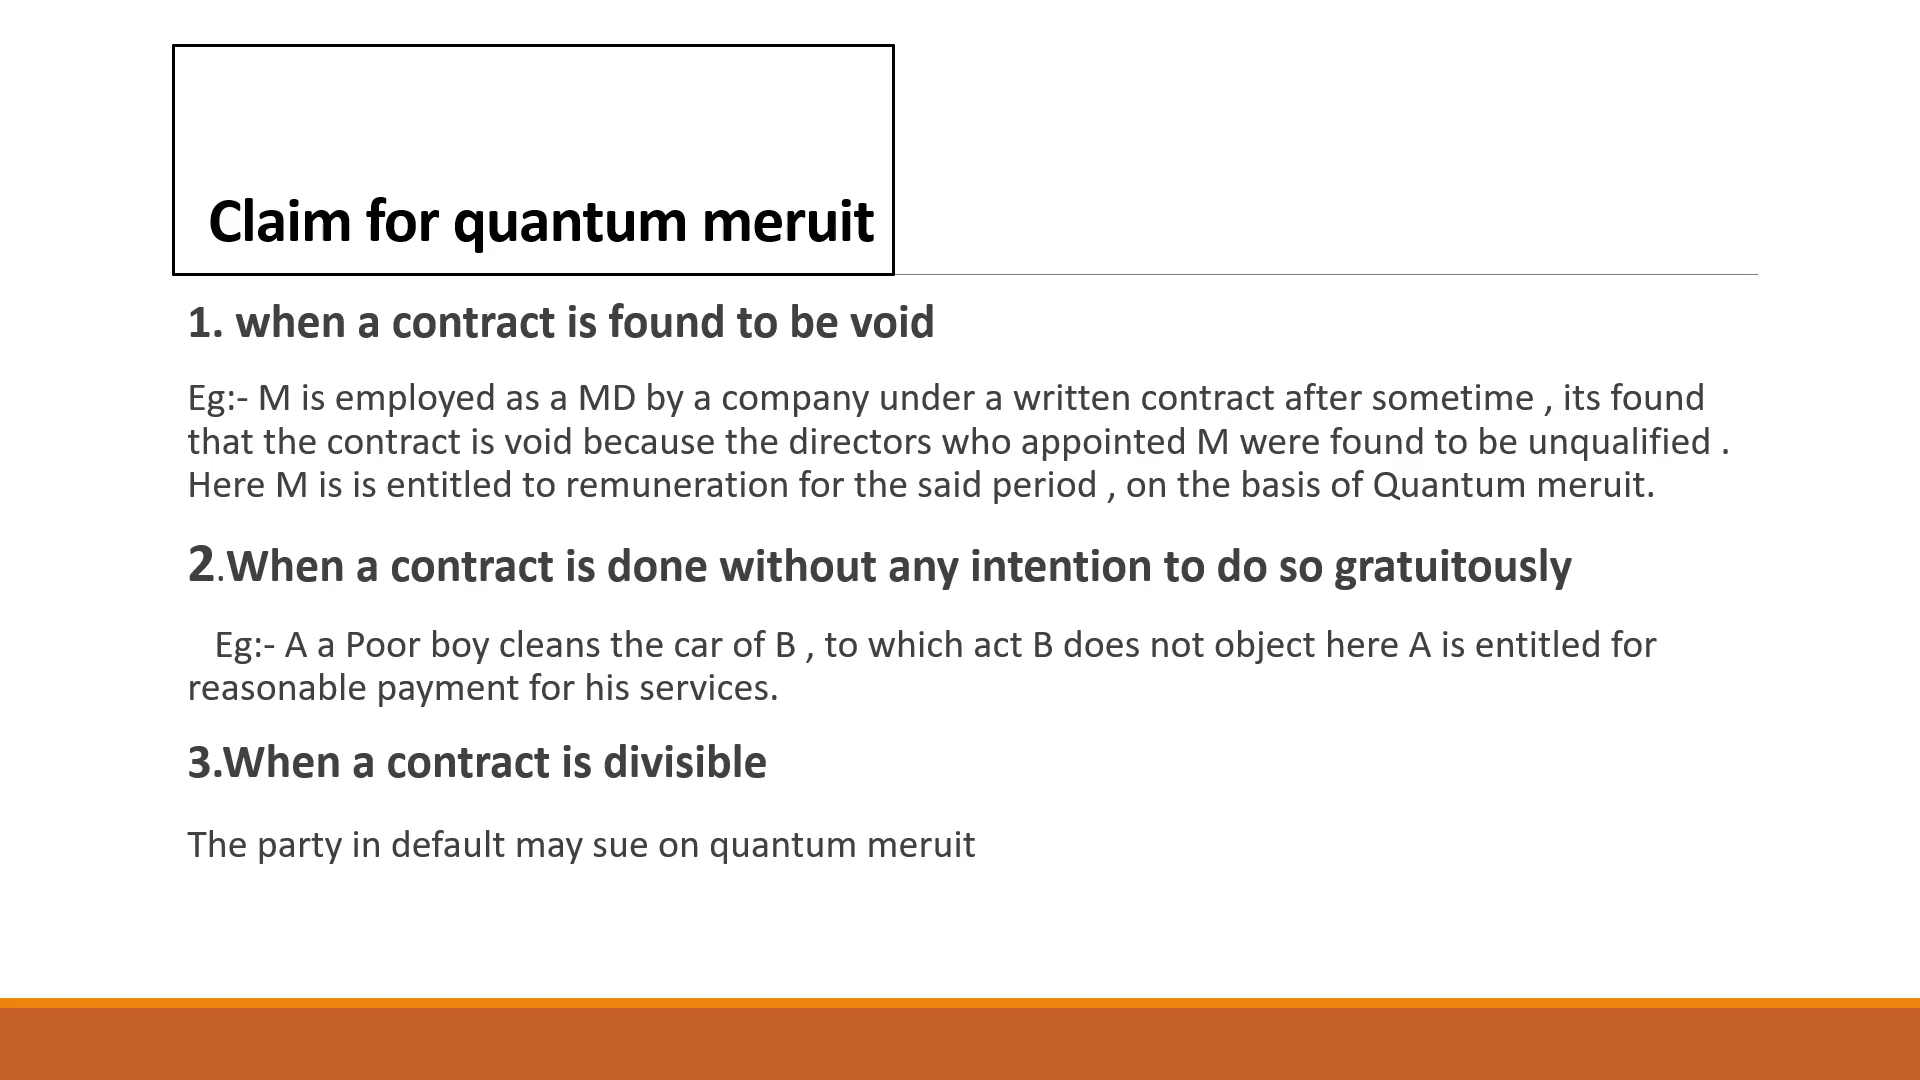 Claim for quantum meruit
1. when a contract is found to be void
Eg:- M is employed as a MD by a company under a written contract after sometime , its found
that the contract is void because the directors who appointed M were found to be unqualified .
Here M is is entitled to remuneration for the said period , on the basis of Quantum meruit.
2.When a contract is done without any intention to do so gratuitously
Eg:- A a Poor boy cleans the car of B , to which act B does not object here A is entitled for
reasonable payment for his services.
3.When a contract is divisible
The party in default may sue on quantum meruit